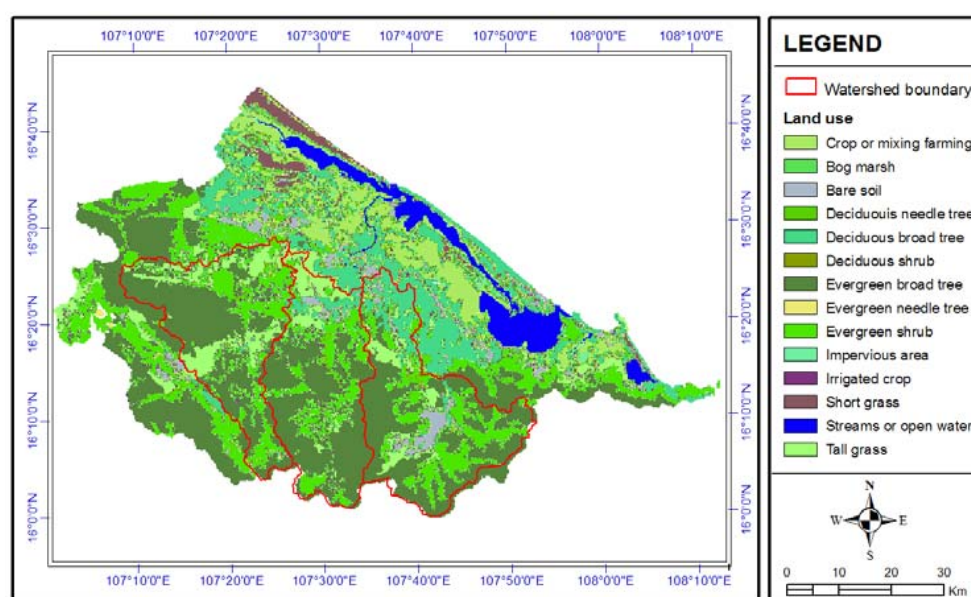 107°10'0"E 107°20'0"E 107°30'0"E 107°40'0"E 107°50'0"E 108°0'0"E 108°10'0"E
16°40'0"N
16°30'0"N
16°20'0"N
16°10'0"N
16°0'0"N
16°40'0"N
16°30'0"N
16°20'0"N
16°10'0"N
16°0'0"N
107°10'0"E 107°20'0"E 107°30'0"E 107°40'0"E 107°50'0"E 108°0'0"E 108°10'0"E
LEGEND
Watershed boundary
Land use
Crop or mixing farming
Bog marsh
Bare soil
Deciduouis needle tree
Deciduous broad tree
Deciduous shrub
Evergreen broad tree
Evergreen needle tree
Evergreen shrub
Impervious area
Irrigated crop
Short grass
Streams or open water
Tall grass
N
W E
S
0 5 10 20 30
Km